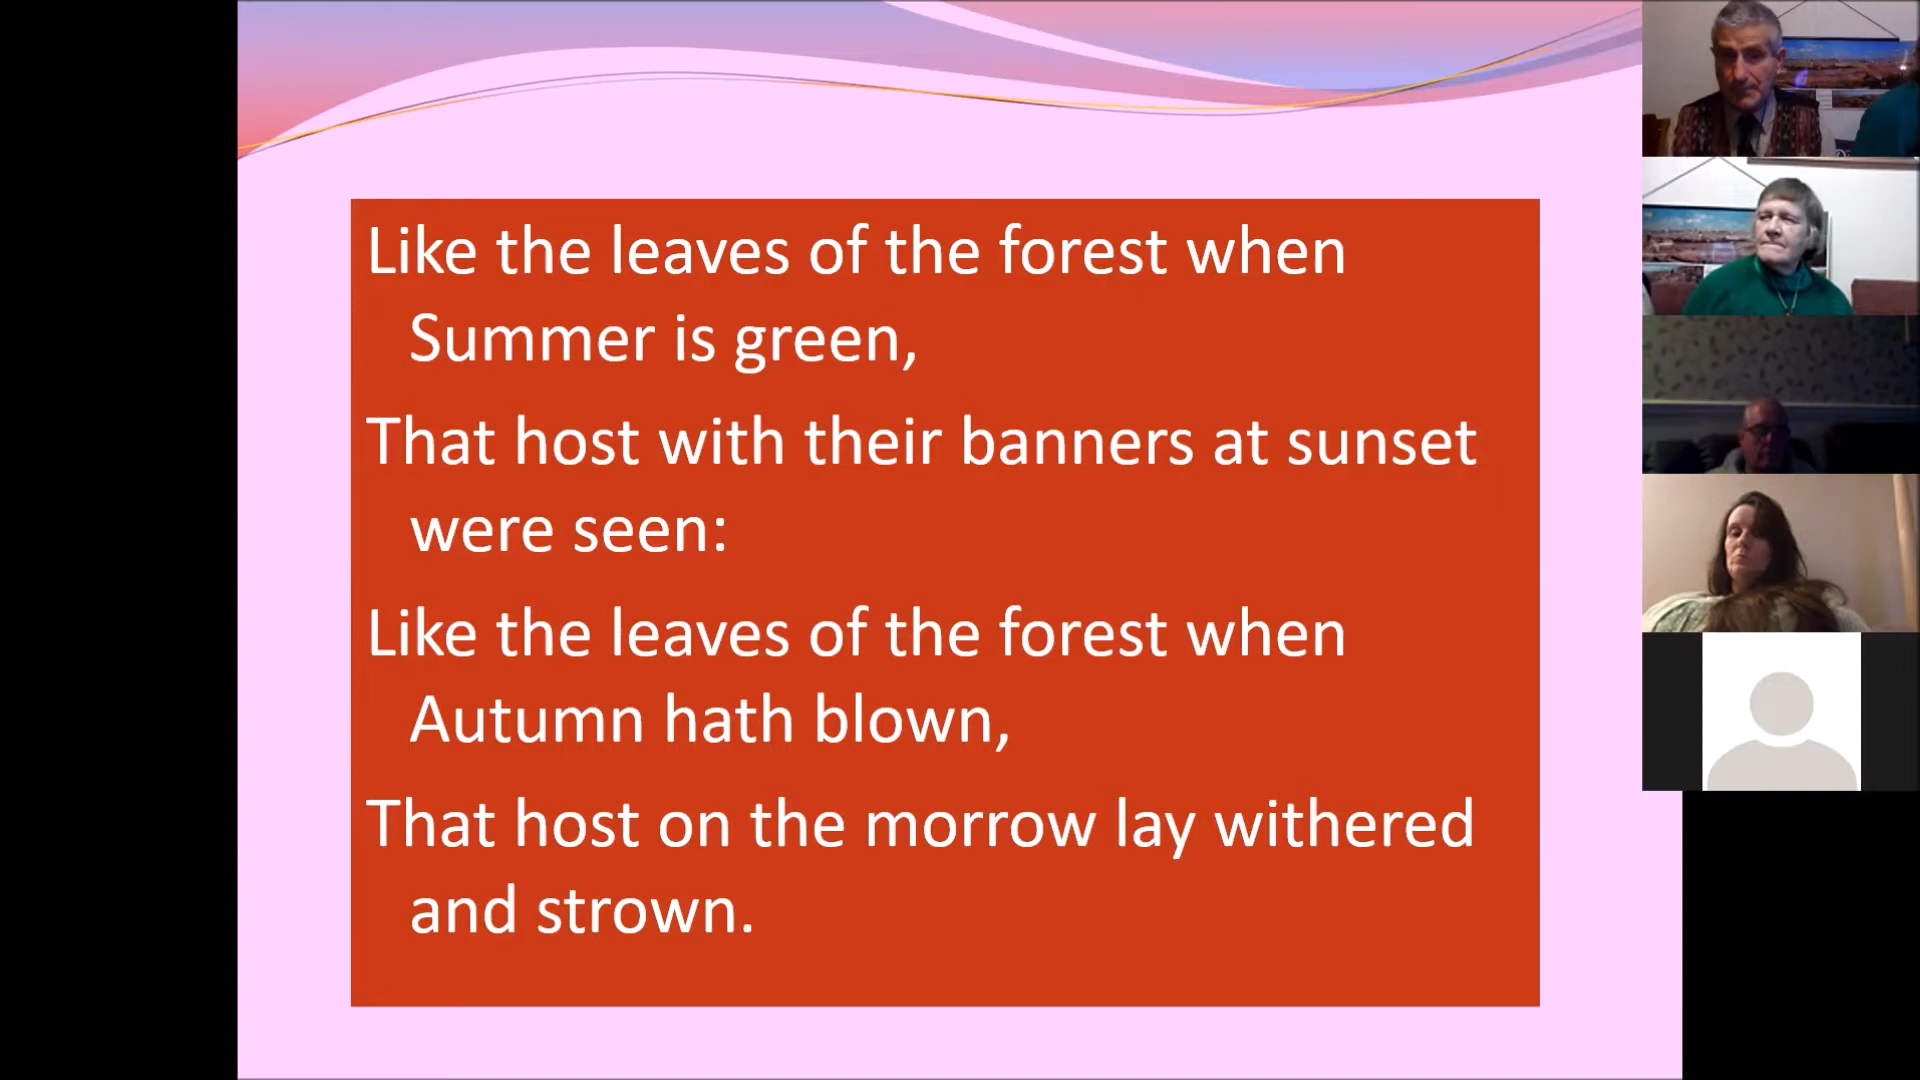 Like the leaves of the forest when
Summer is green,
That host with their banners at sunset
were seen:
Like the leaves of the forest when
Autumn hath blown,
That host on the morrow lay withered
and strown.